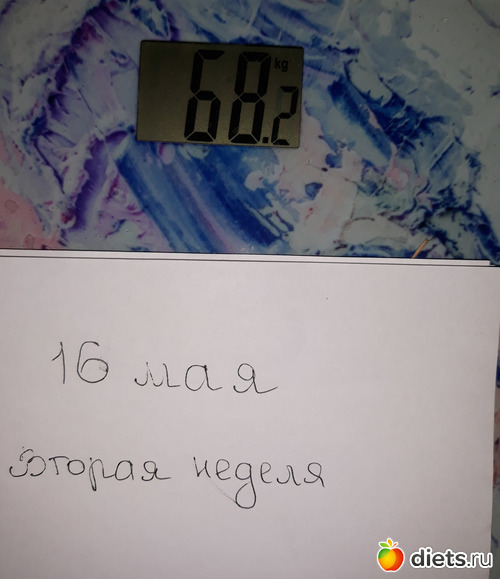 68.2 kg
16 мая
Вторая неделя
diets.ru